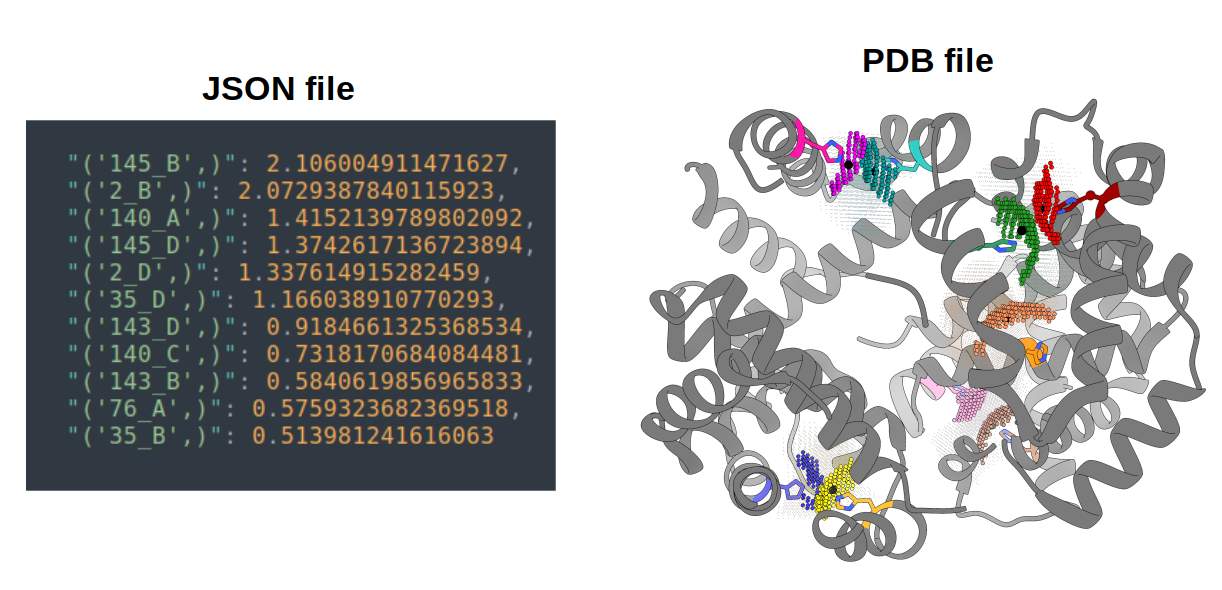 JSON file
"('145_B',)": 2.106004911471627,
"('2_B',)": 2.0729387840115923,
"('140_A',)": 1.4152139789802092,
"('145_D',)": 1.3742617136723894,
"('2_D',)": 1.337614915282459,
"('35_D',)": 1.166038910770293,
"('143_D',)": 0.9184661325368534,
"('140_C',)": 0.7318170684084481,
"('143_B',)": 0.5840619856965833,
"('76_A',)": 0.5759323682369518,
"('35_B',)": 0.513981241616063
PDB file